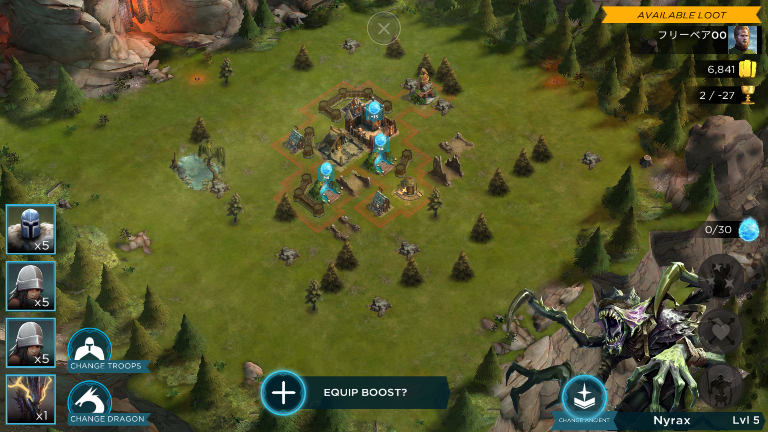 AVAILABLE LOOT
フリーベア00
6,841
2 / -27
0/30
x5
x5
x5
x1
CHANGE TROOPS
CHANGE DRAGON
EQUIP BOOST?
CHANGE ANCIENT
Nyrax
Lvl 5